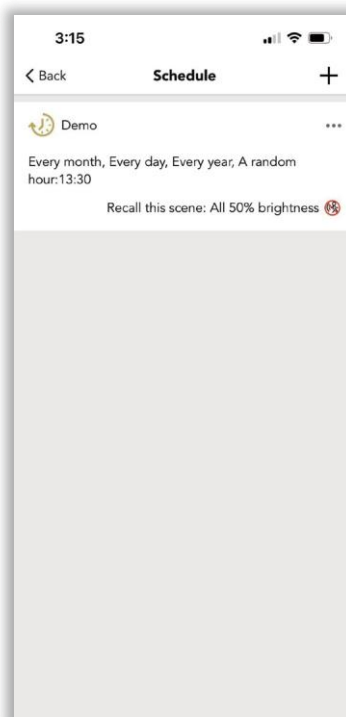 3:15
Back
Schedule
+
Demo
...
Every month, Every day, Every year, A random
hour:13:30
Recall this scene: All 50% brightness